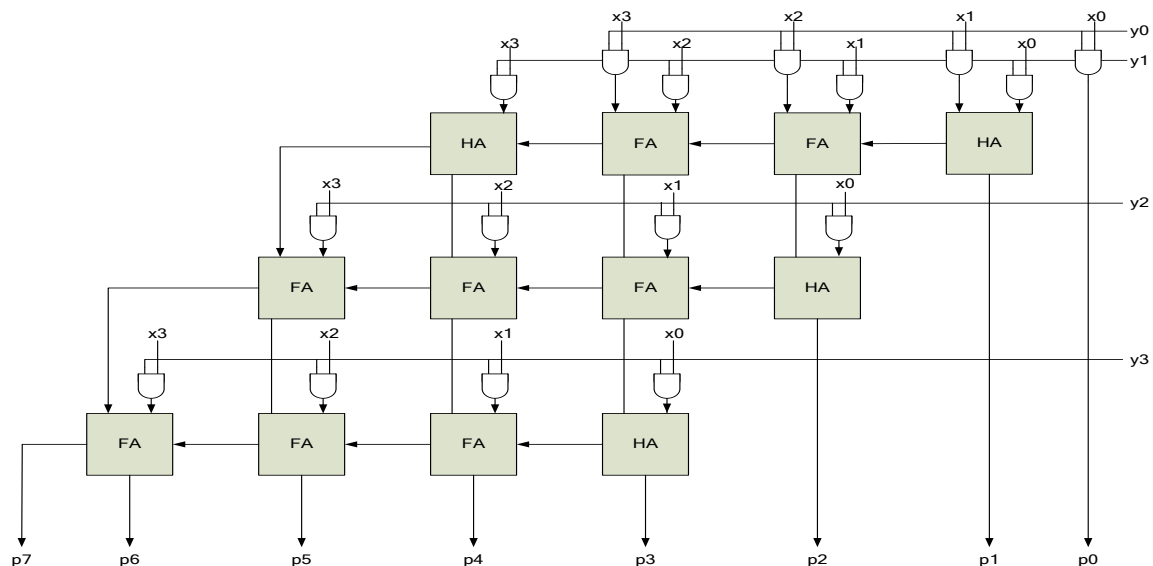 x3 x2 x1 x0
y0
x3 x2 x1 x0
y1
HA FA FA HA
x3 x2 x1 x0
y2
FA FA FA HA
x3 x2 x1 x0
y3
FA FA FA HA
p7 p6 p5 p4 p3 p2 p1 p0